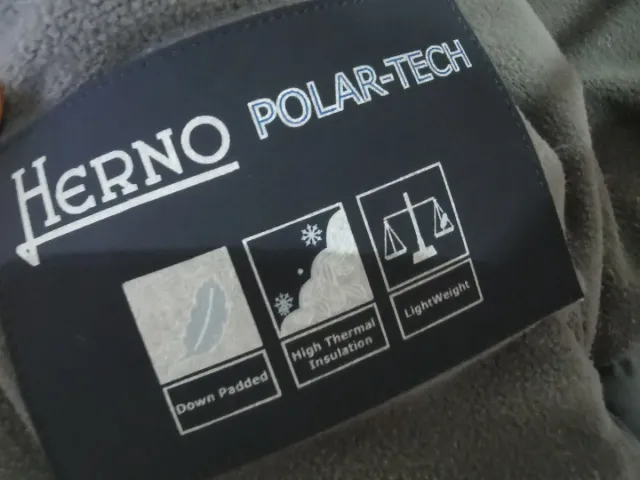 HERNO
POLAR-TECH
Down Padded
High Thermal
Insulation
LightWeight